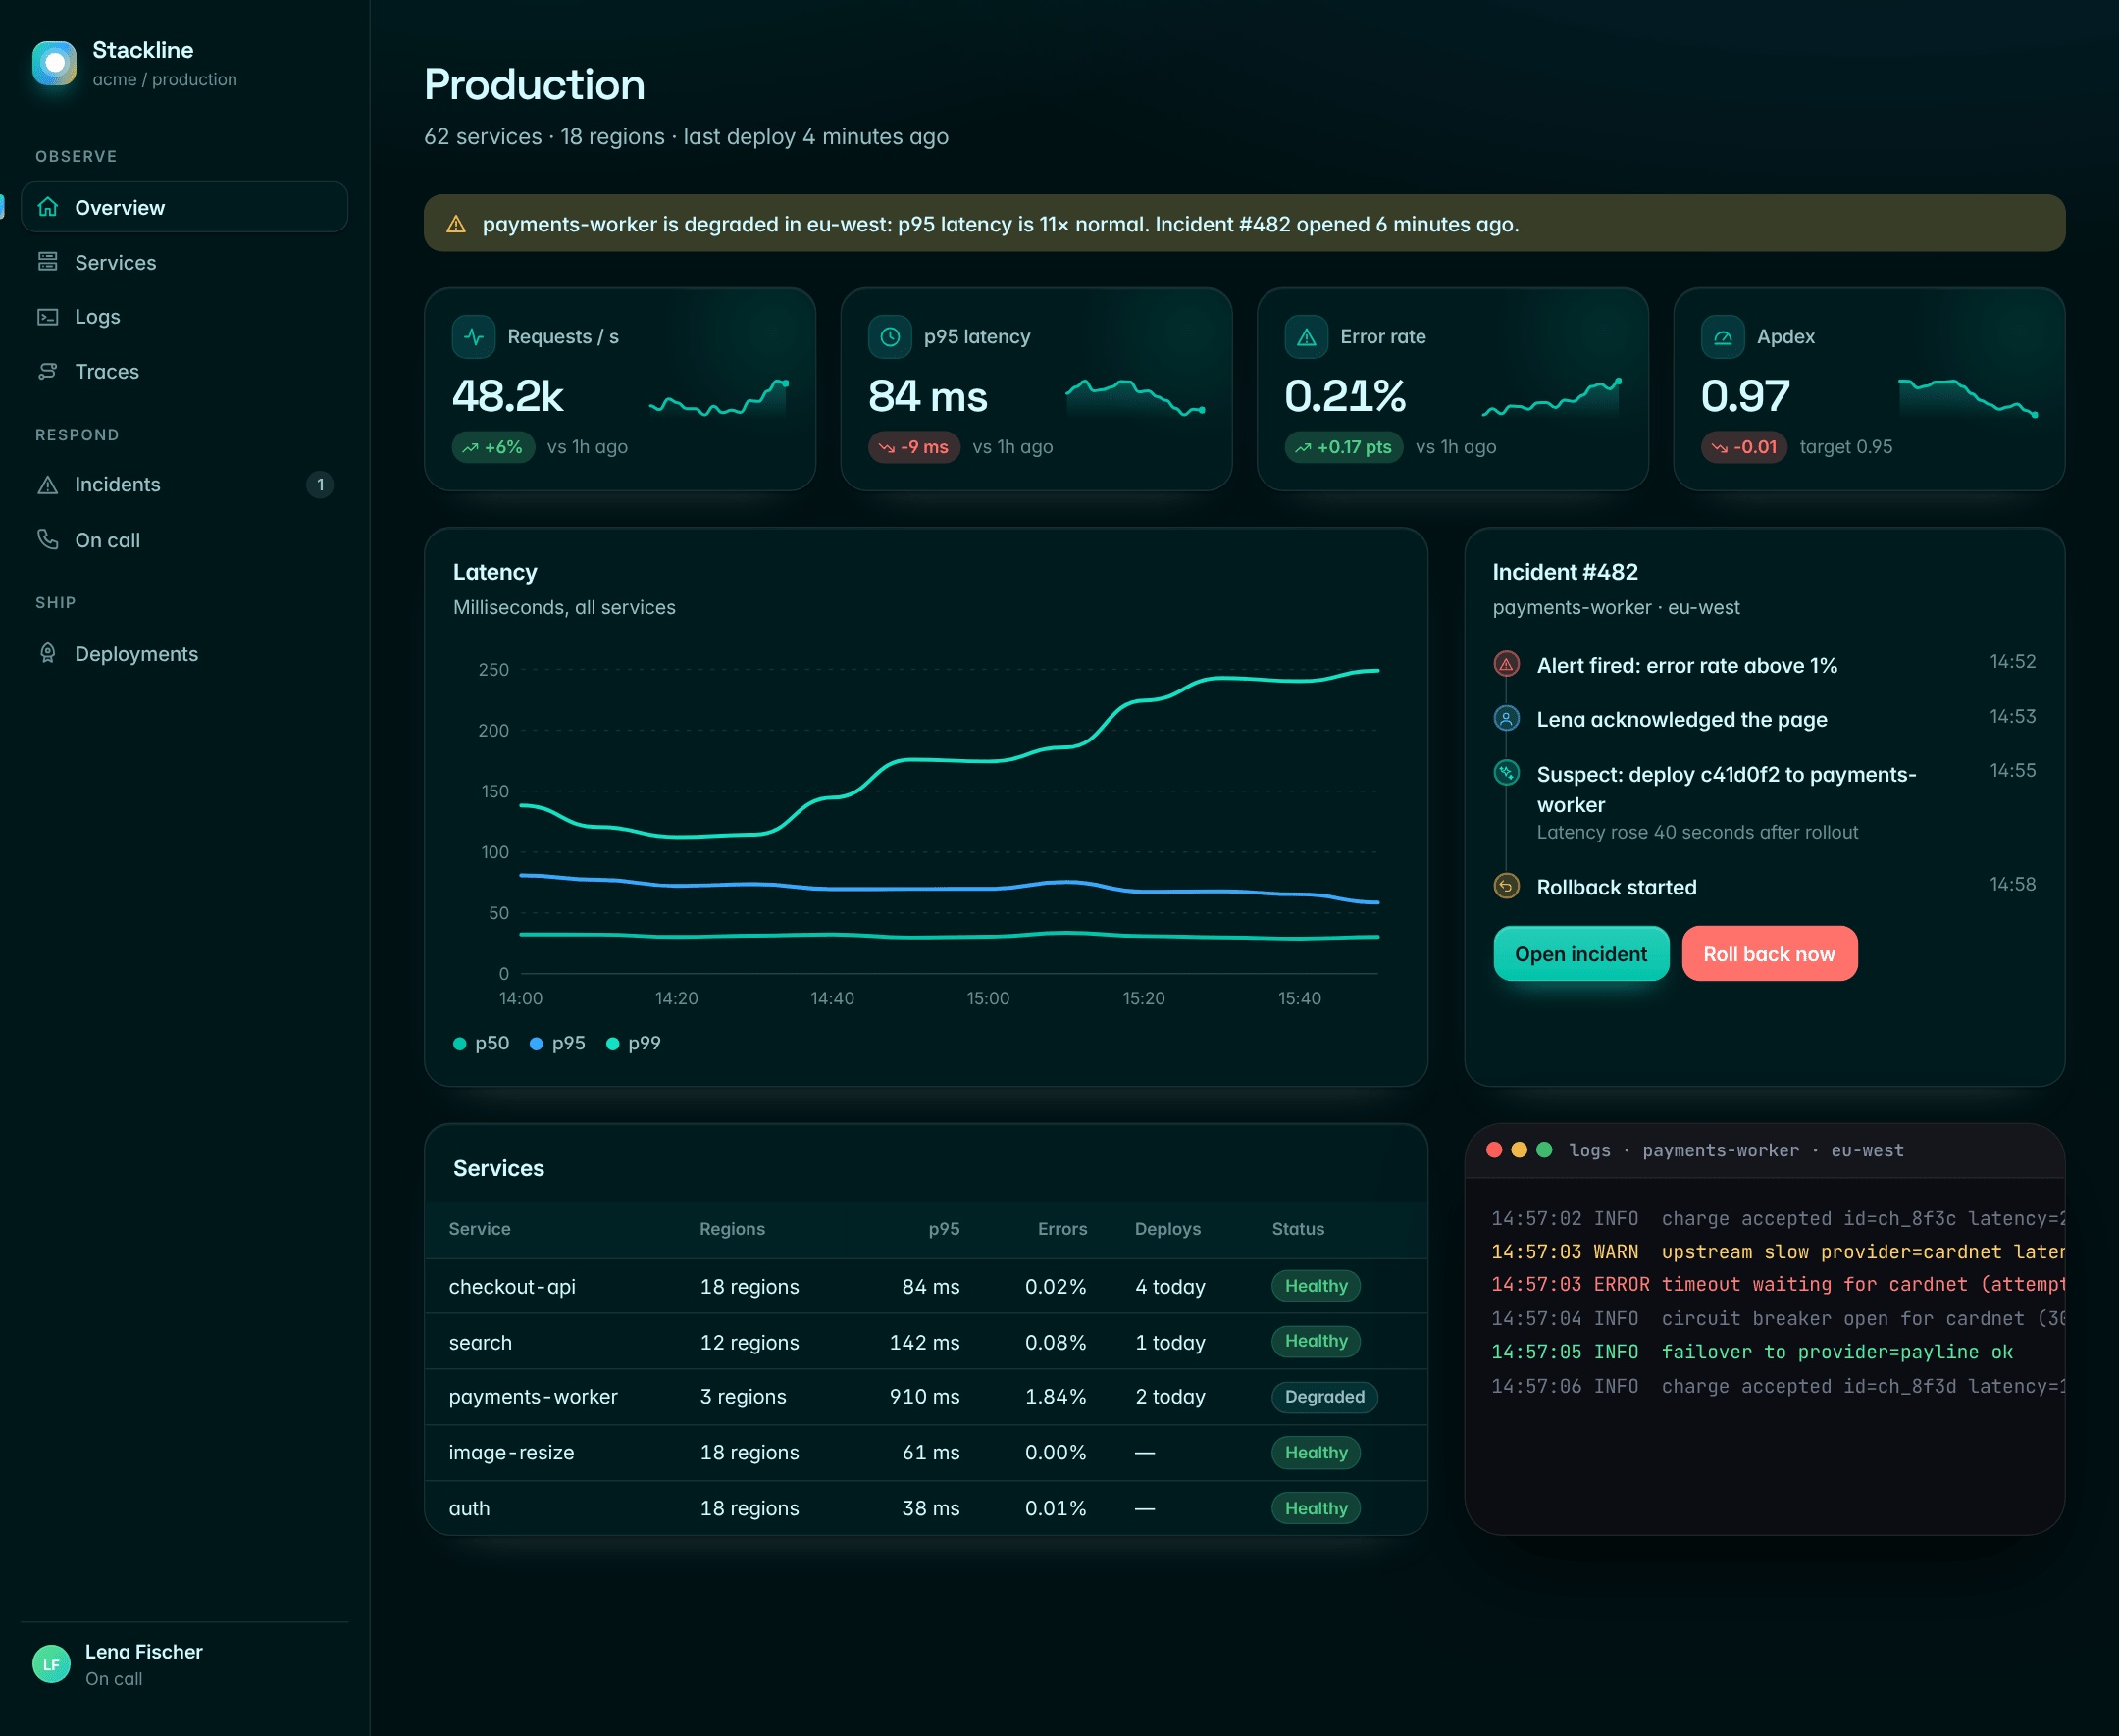 Stackline
acme / production
OBSERVE
Overview
Services
Logs
Traces
RESPOND
Incidents 1
On call
SHIP
Deployments
LF
Lena Fischer
On call
Production
62 services · 18 regions · last deploy 4 minutes ago
payments-worker is degraded in eu-west: p95 latency is 11× normal. Incident #482 opened 6 minutes ago.
Requests / s
48.2k
+6% vs 1h ago
p95 latency
84 ms
-9 ms vs 1h ago
Error rate
0.21%
+0.17 pts vs 1h ago
Apdex
0.97
-0.01 target 0.95
Latency
Milliseconds, all services
250
200
150
100
50
0
14:00 14:20 14:40 15:00 15:20 15:40
p50 p95 p99
Incident #482
payments-worker · eu-west
Alert fired: error rate above 1% 14:52
Lena acknowledged the page 14:53
Suspect: deploy c41d0f2 to payments- 14:55
worker
Latency rose 40 seconds after rollout
Rollback started 14:58
Open incident Roll back now
Services
Service Regions p95 Errors Deploys Status
checkout-api 18 regions 84 ms 0.02% 4 today Healthy
search 12 regions 142 ms 0.08% 1 today Healthy
payments-worker 3 regions 910 ms 1.84% 2 today Degraded
image-resize 18 regions 61 ms 0.00% — Healthy
auth 18 regions 38 ms 0.01% — Healthy
logs · payments-worker · eu-west
14:57:02 INFO charge accepted id=ch_8f3c latency=2
14:57:03 WARN upstream slow provider=cardnet laten
14:57:03 ERROR timeout waiting for cardnet (attempt
14:57:04 INFO circuit breaker open for cardnet (30
14:57:05 INFO failover to provider=payline ok
14:57:06 INFO charge accepted id=ch_8f3d latency=1